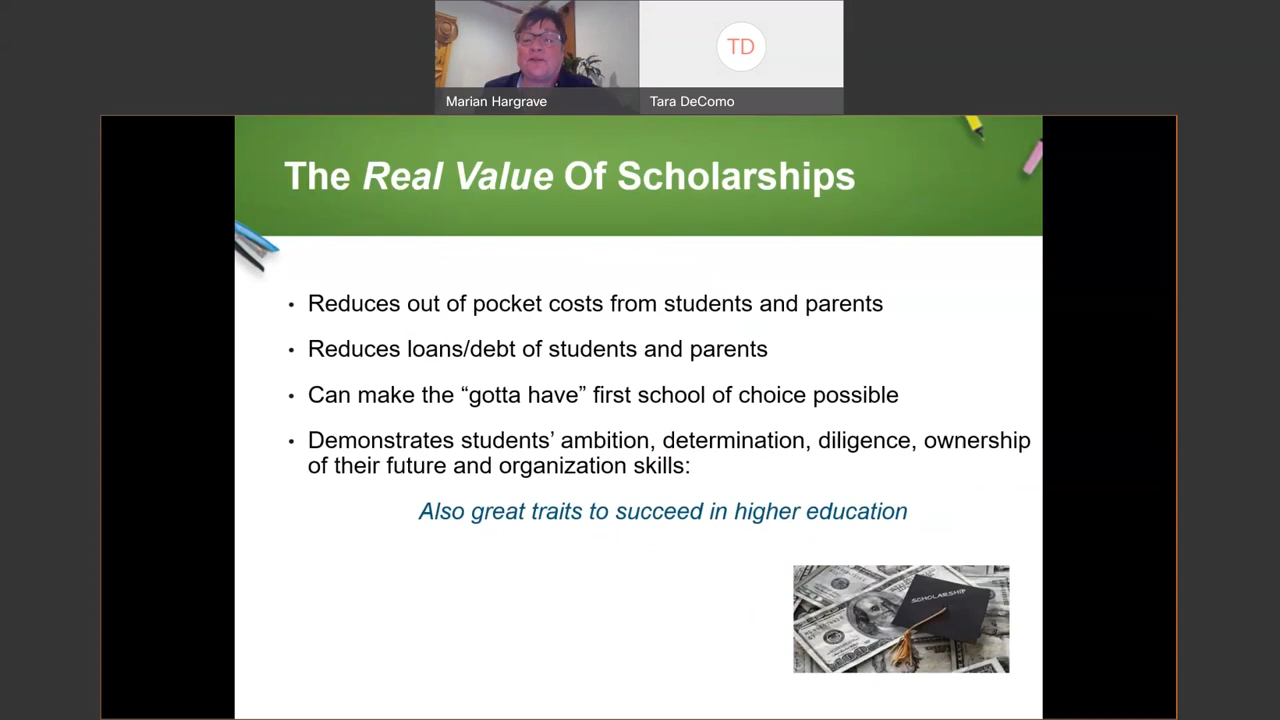 TD
Marian Hargrave
Tara DeComo
The Real Value Of Scholarships
• Reduces out of pocket costs from students and parents
• Reduces loans/debt of students and parents
• Can make the “gotta have” first school of choice possible
• Demonstrates students’ ambition, determination, diligence, ownership
of their future and organization skills:
Also great traits to succeed in higher education
SCHOLARSHIP